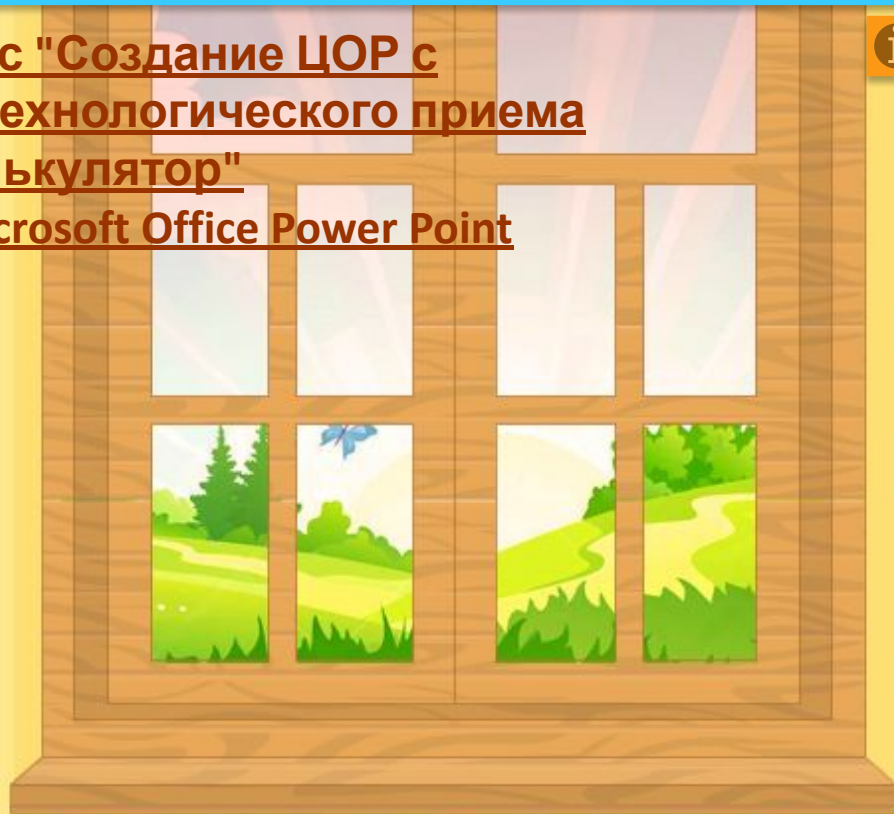 с "Создание ЦОР с
ехнологического приема
ькулятор"
crosoft Office Power Point